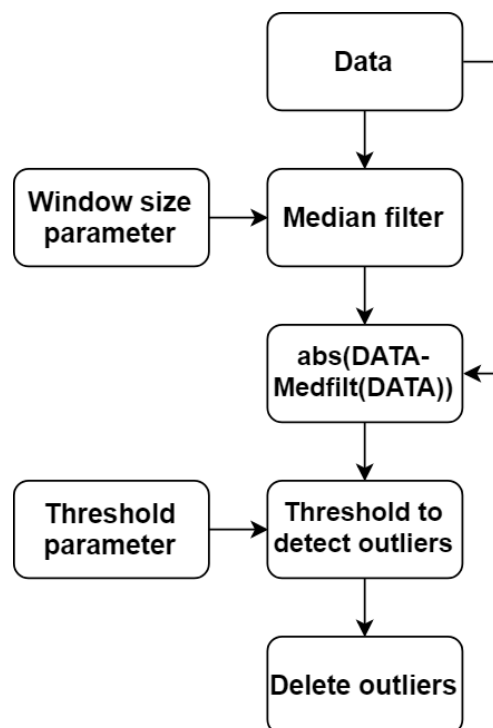 Data
Window size
parameter
Median filter
abs(DATA-
Medfilt(DATA))
Threshold
parameter
Threshold to
detect outliers
Delete outliers